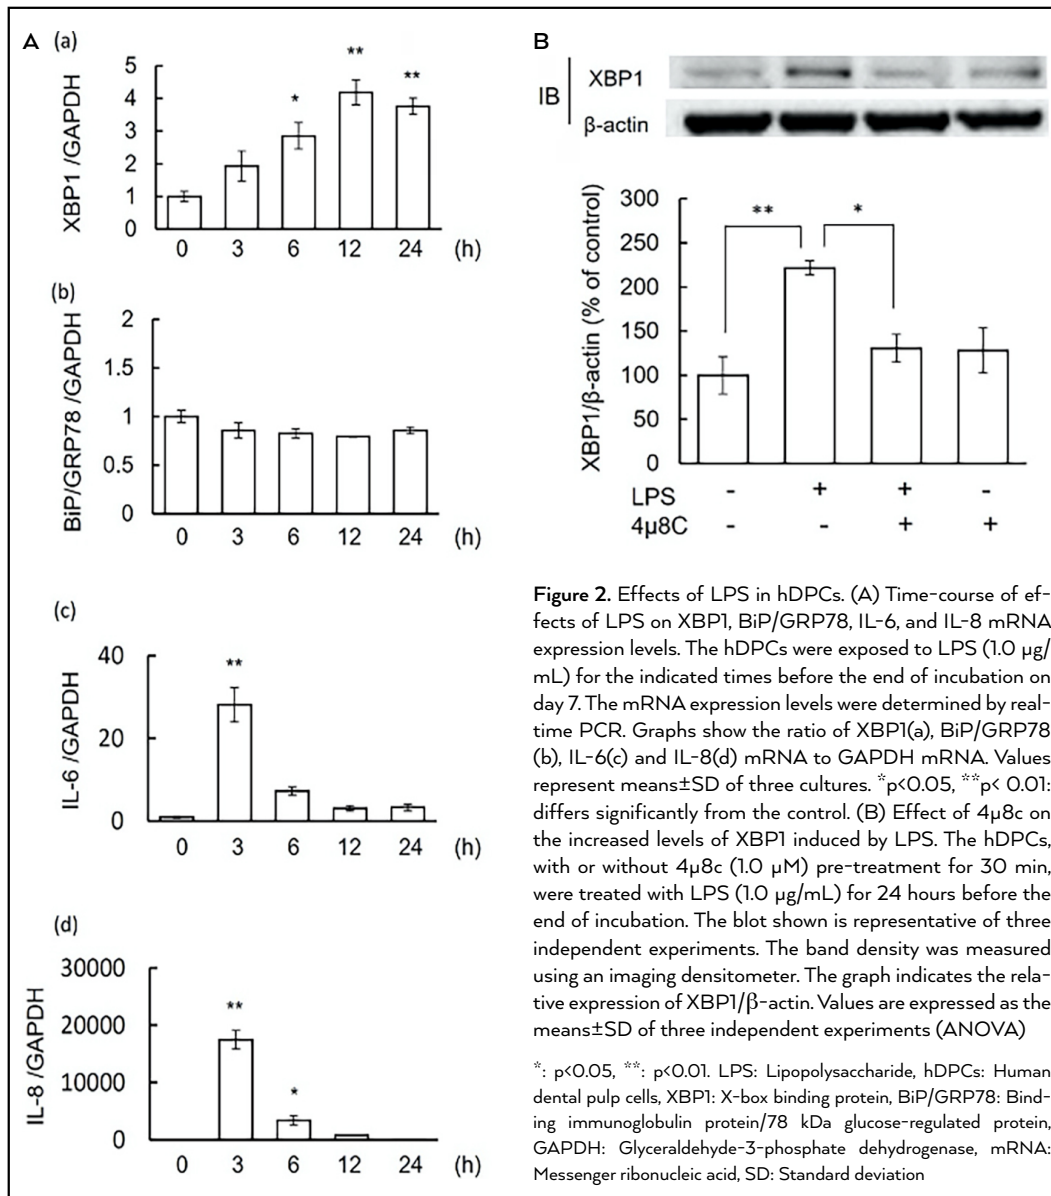 A (a)
XBP1 /GAPDH
5
4
3
2
1
0
*
**
**
0 3 6 12 24 (h)
(b)
BiP/GRP78 /GAPDH
2
1.5
1
0.5
0
0 3 6 12 24 (h)
(c)
IL-6 /GAPDH
40
20
0
**
0 3 6 12 24 (h)
(d)
IL-8 /GAPDH
30000
20000
10000
0
**
*
0 3 6 12 24 (h)
B
IB
XBP1
β-actin
XBP1/β-actin (% of control)
300
250
200
150
100
50
0
** *
LPS - + + -
4µ8C - - + +
Figure 2. Effects of LPS in hDPCs. (A) Time-course of ef-
fects of LPS on XBP1, BiP/GRP78, IL-6, and IL-8 mRNA
expression levels. The hDPCs were exposed to LPS (1.0 µg/
mL) for the indicated times before the end of incubation on
day 7. The mRNA expression levels were determined by real-
time PCR. Graphs show the ratio of XBP1(a), BiP/GRP78
(b), IL-6(c) and IL-8(d) mRNA to GAPDH mRNA. Values
represent means±SD of three cultures. *p<0.05, **p< 0.01:
differs significantly from the control. (B) Effect of 4µ8c on
the increased levels of XBP1 induced by LPS. The hDPCs,
with or without 4µ8c (1.0 µM) pre-treatment for 30 min,
were treated with LPS (1.0 µg/mL) for 24 hours before the
end of incubation. The blot shown is representative of three
independent experiments. The band density was measured
using an imaging densitometer. The graph indicates the rela-
tive expression of XBP1/β-actin. Values are expressed as the
means±SD of three independent experiments (ANOVA)
*: p<0.05, **: p<0.01. LPS: Lipopolysaccharide, hDPCs: Human
dental pulp cells, XBP1: X-box binding protein, BiP/GRP78: Bind-
ing immunoglobulin protein/78 kDa glucose-regulated protein,
GAPDH: Glyceraldehyde-3-phosphate dehydrogenase, mRNA:
Messenger ribonucleic acid, SD: Standard deviation